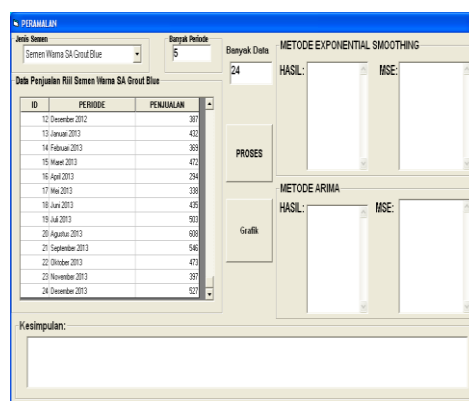 PERAMALAN
Jenis Semen
Semen Warna SA Grout Blue
Banyak Periode
5
Banyak Data
24
Data Penjualan Riil Semen Warna SA Grout Blue
ID PERIODE PENJUALAN
12 Desember 2012 387
13 Januari 2013 432
14 Februari 2013 369
15 Maret 2013 472
16 April 2013 294
17 Mei 2013 338
18 Juni 2013 435
19 Juli 2013 503
20 Agustus 2013 608
21 September 2013 546
22 Oktober 2013 473
23 November 2013 397
24 Desember 2013 527
PROSES
Grafik
METODE EXPONENTIAL SMOOTHING
HASIL: MSE:
METODE ARIMA
HASIL: MSE:
Kesimpulan: